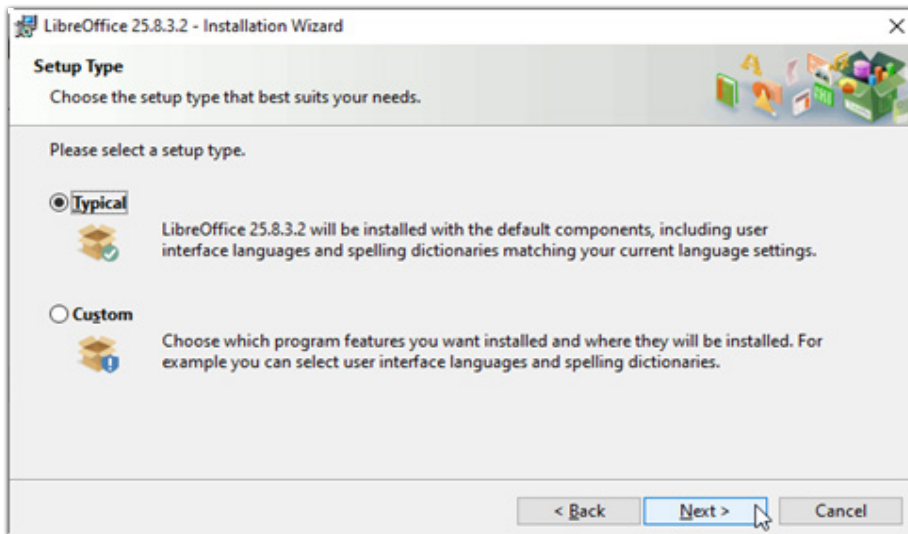 LibreOffice 25.8.3.2 - Installation Wizard
Setup Type
Choose the setup type that best suits your needs.
Please select a setup type.
Typical
LibreOffice 25.8.3.2 will be installed with the default components, including user
interface languages and spelling dictionaries matching your current language settings.
Custom
Choose which program features you want installed and where they will be installed. For
example you can select user interface languages and spelling dictionaries.
< Back
Next >
Cancel